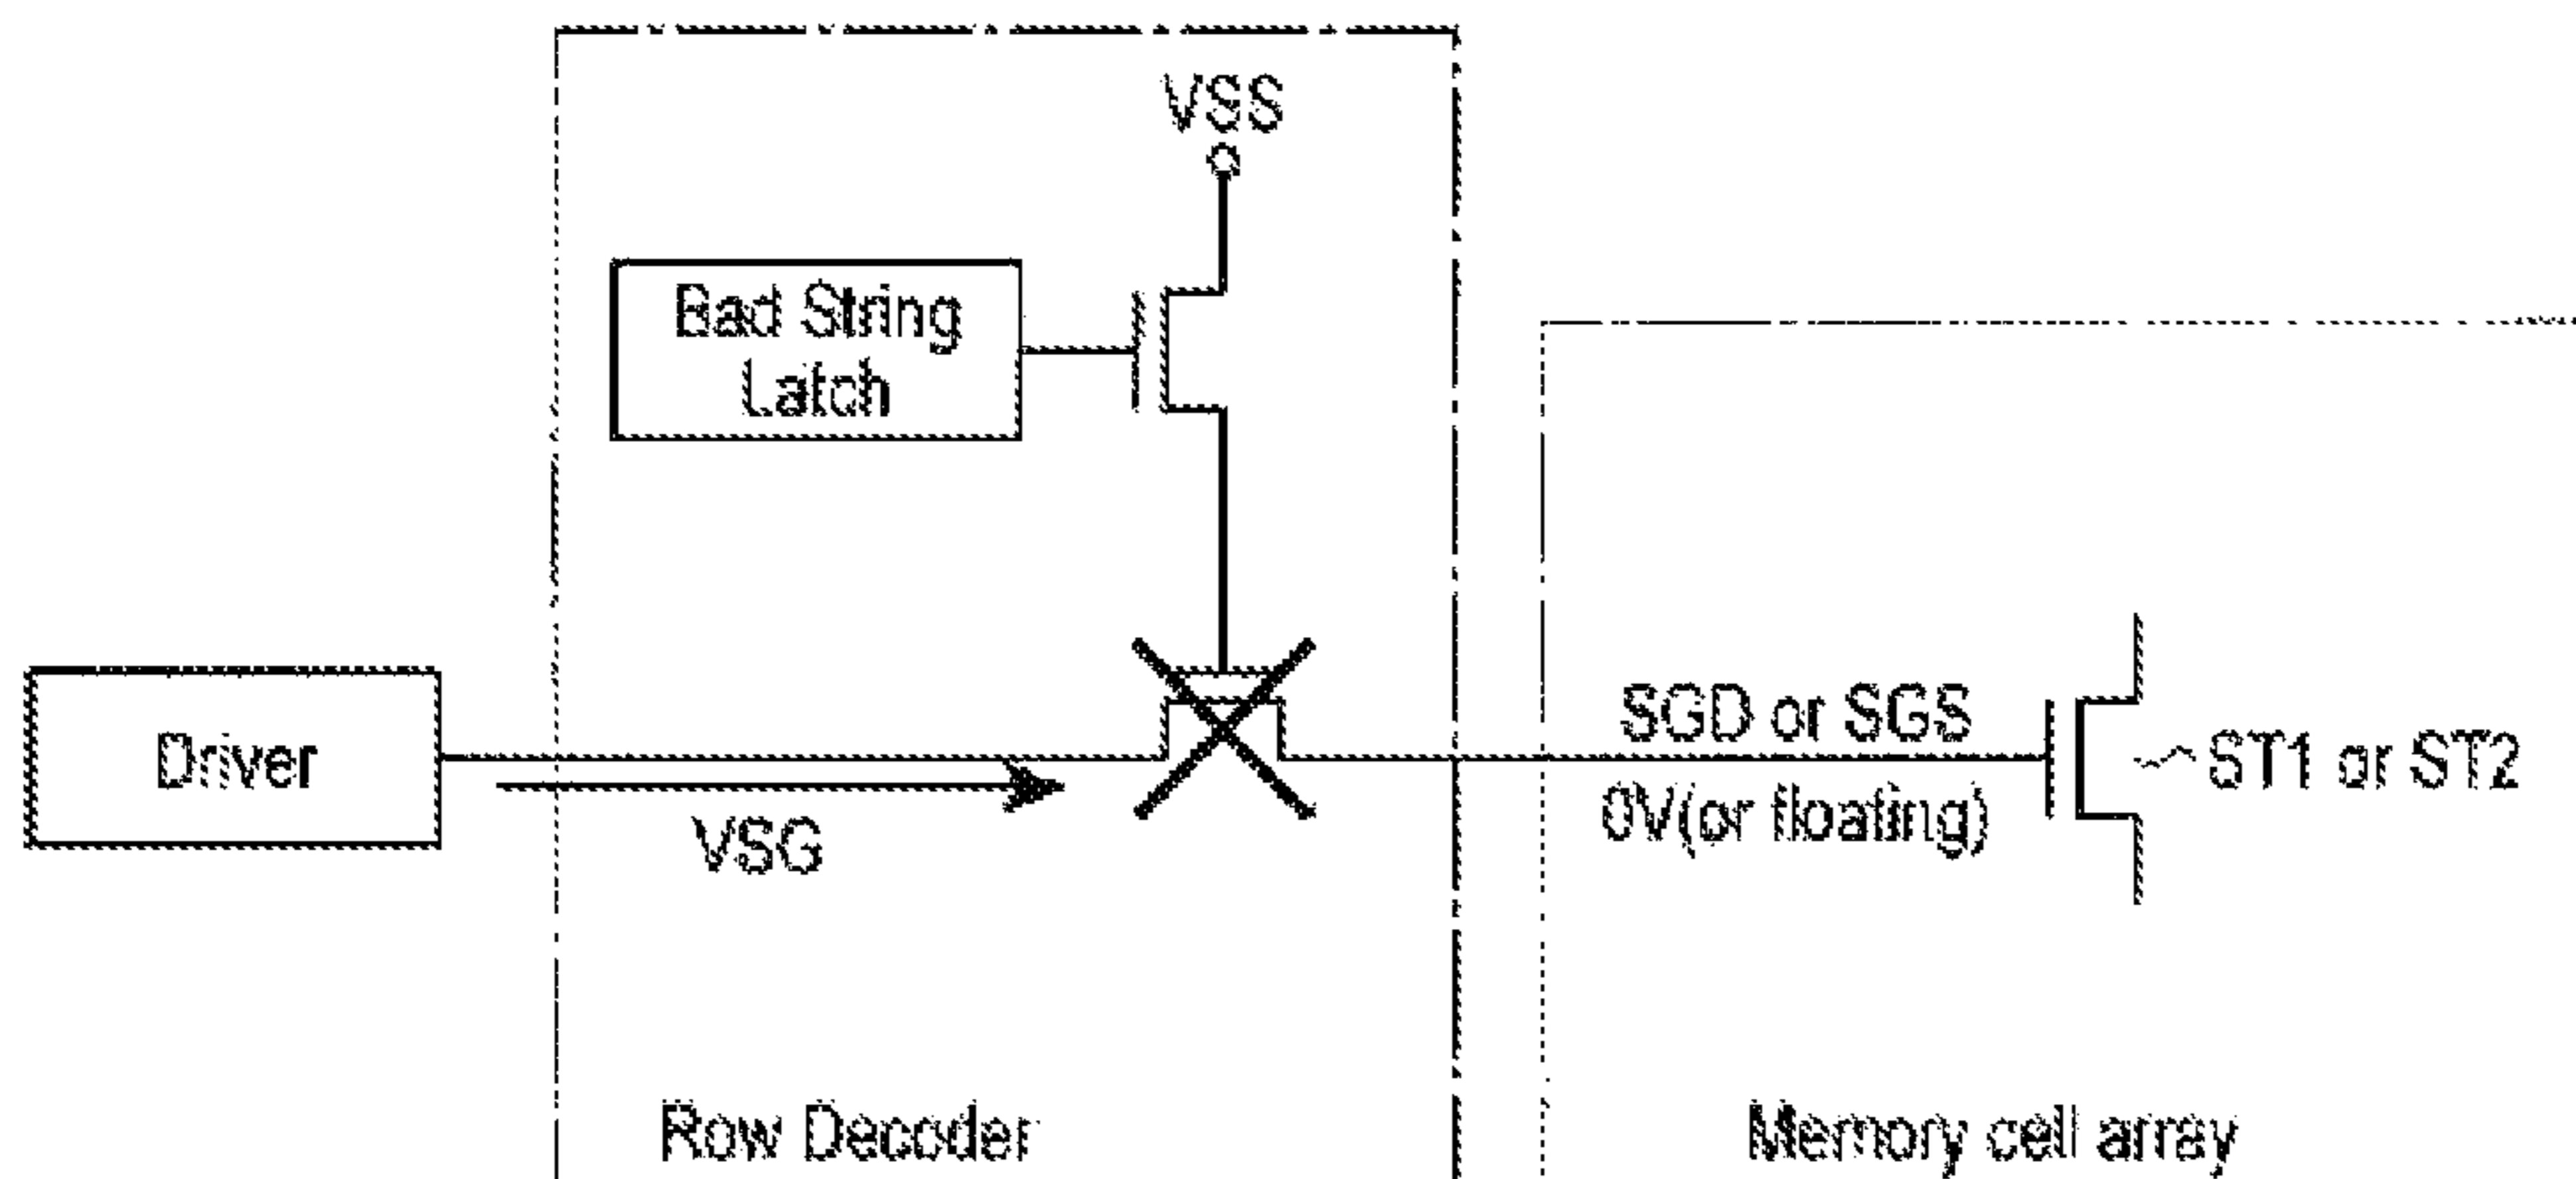 VSS
Bad String
Latch
Driver
VSG
SGD or SGS
0V(or floating)
ST1 or ST2
Row Decoder
Memory cell array